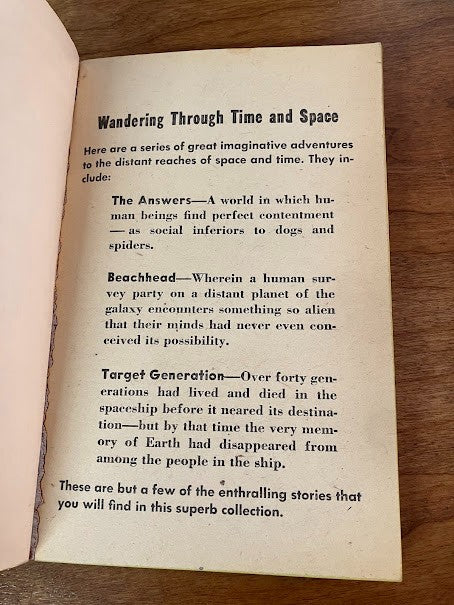 Wandering Through Time and Space
Here are a series of great imaginative adventures
to the distant reaches of space and time. They in-
clude:
The Answers—A world in which hu-
man beings find perfect contentment
—as social inferiors to dogs and
spiders.
Beachhead—Wherein a human sur-
vey party on a distant planet of the
galaxy encounters something so alien
that their minds had never even con-
ceived its possibility.
Target Generation—Over forty gen-
erations had lived and died in the
spaceship before it neared its destina-
tion—but by that time the very mem-
ory of Earth had disappeared from
among the people in the ship.
These are but a few of the enthralling stories that
you will find in this superb collection.